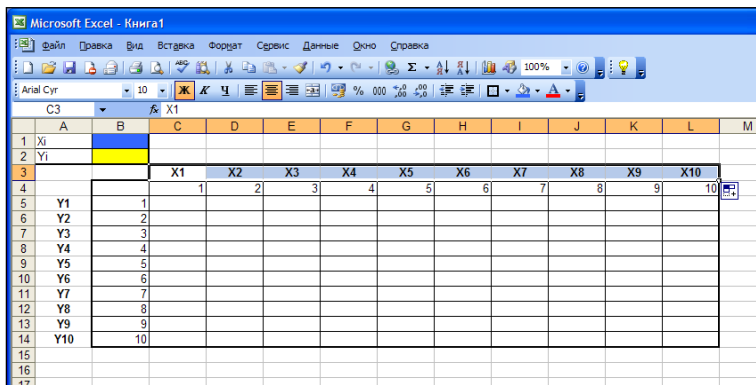 Microsoft Excel - Книга1
Файл Правка Вид Вставка Формат Сервис Данные Окно Справка
100%
Arial Cyr 10 Ж К Ч % 000
C3 fx X1
A B C D E F G H I J K L M
1 Xi
2 Yi
3 X1 X2 X3 X4 X5 X6 X7 X8 X9 X10
4 1 2 3 4 5 6 7 8 9 10
5 Y1 1
6 Y2 2
7 Y3 3
8 Y4 4
9 Y5 5
10 Y6 6
11 Y7 7
12 Y8 8
13 Y9 9
14 Y10 10
15
16
17